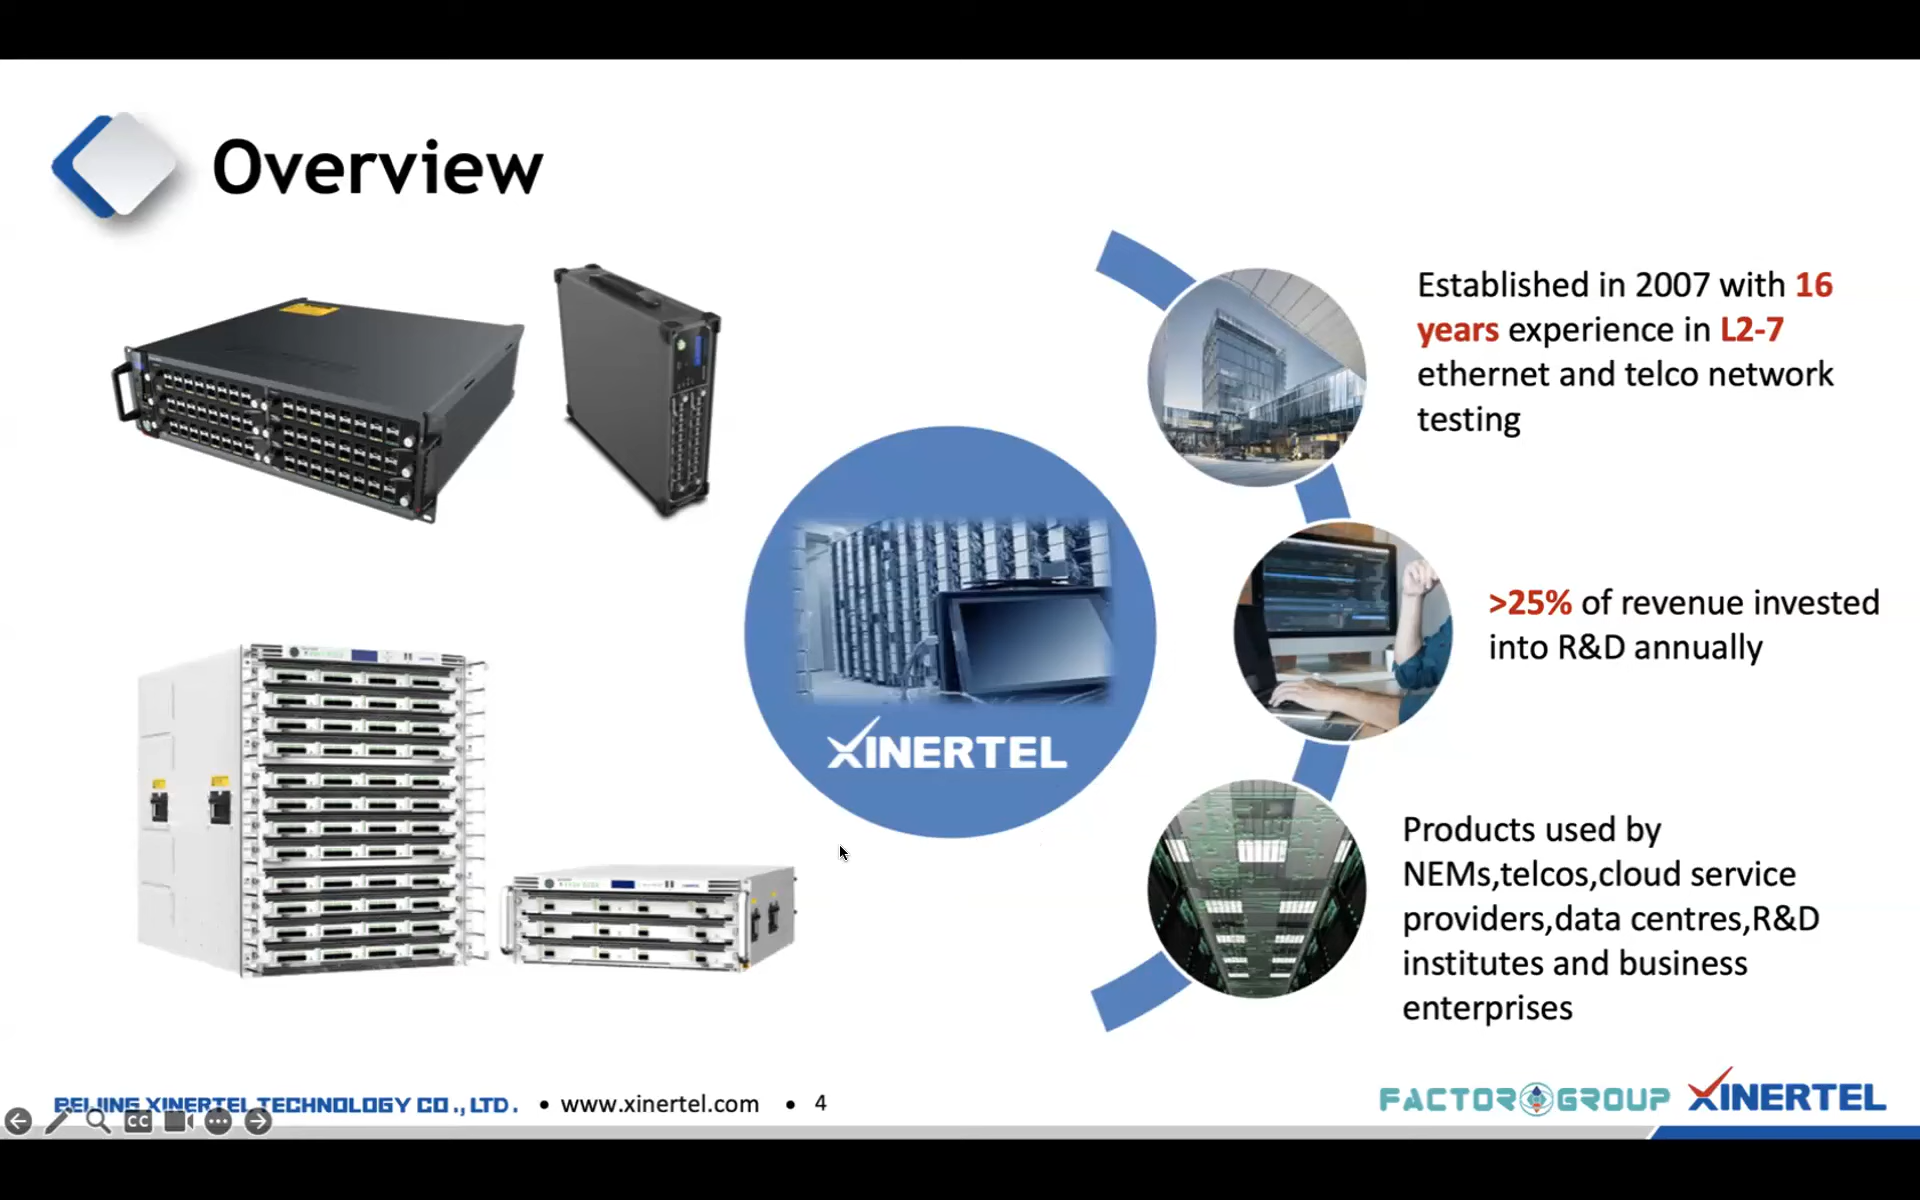 Overview
Established in 2007 with 16
years experience in L2-7
ethernet and telco network
testing
>25% of revenue invested
into R&D annually
XINERTEL
Products used by
NEMs,telcos,cloud service
providers,data centres,R&D
institutes and business
enterprises
BEIJING XINERTEL TECHNOLOGY CO.,LTD. • www.xinertel.com • 4
CC
FACTOR GROUP XINERTEL